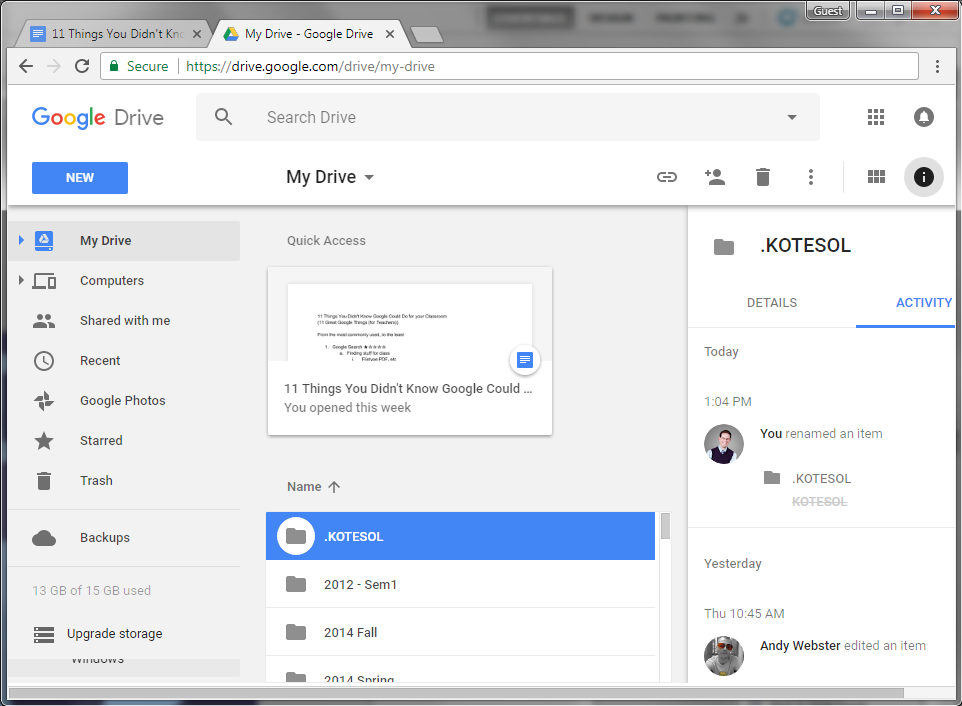 Guest
11 Things You Didn't Kno
My Drive - Google Drive
Secure
https://drive.google.com/drive/my-drive
Google Drive
Search Drive
NEW
My Drive
My Drive
Computers
Shared with me
Recent
Google Photos
Starred
Trash
Backups
13 GB of 15 GB used
Upgrade storage
Windows
Quick Access
11 Things You Didn't Know Google Could Do for your Classroom
(11 Great Google Things (for Teachers))
From the most commonly used, to the least
1. Google Search ★☆☆☆☆
a. Finding stuff for class
i. Filetype:PDF, etc
11 Things You Didn't Know Google Could ...
You opened this week
Name
.KOTESOL
2012 - Sem1
2014 Fall
2014 Spring
.KOTESOL
DETAILS
ACTIVITY
Today
1:04 PM
You renamed an item
.KOTESOL
KOTESOL
Yesterday
Thu 10:45 AM
Andy Webster edited an item